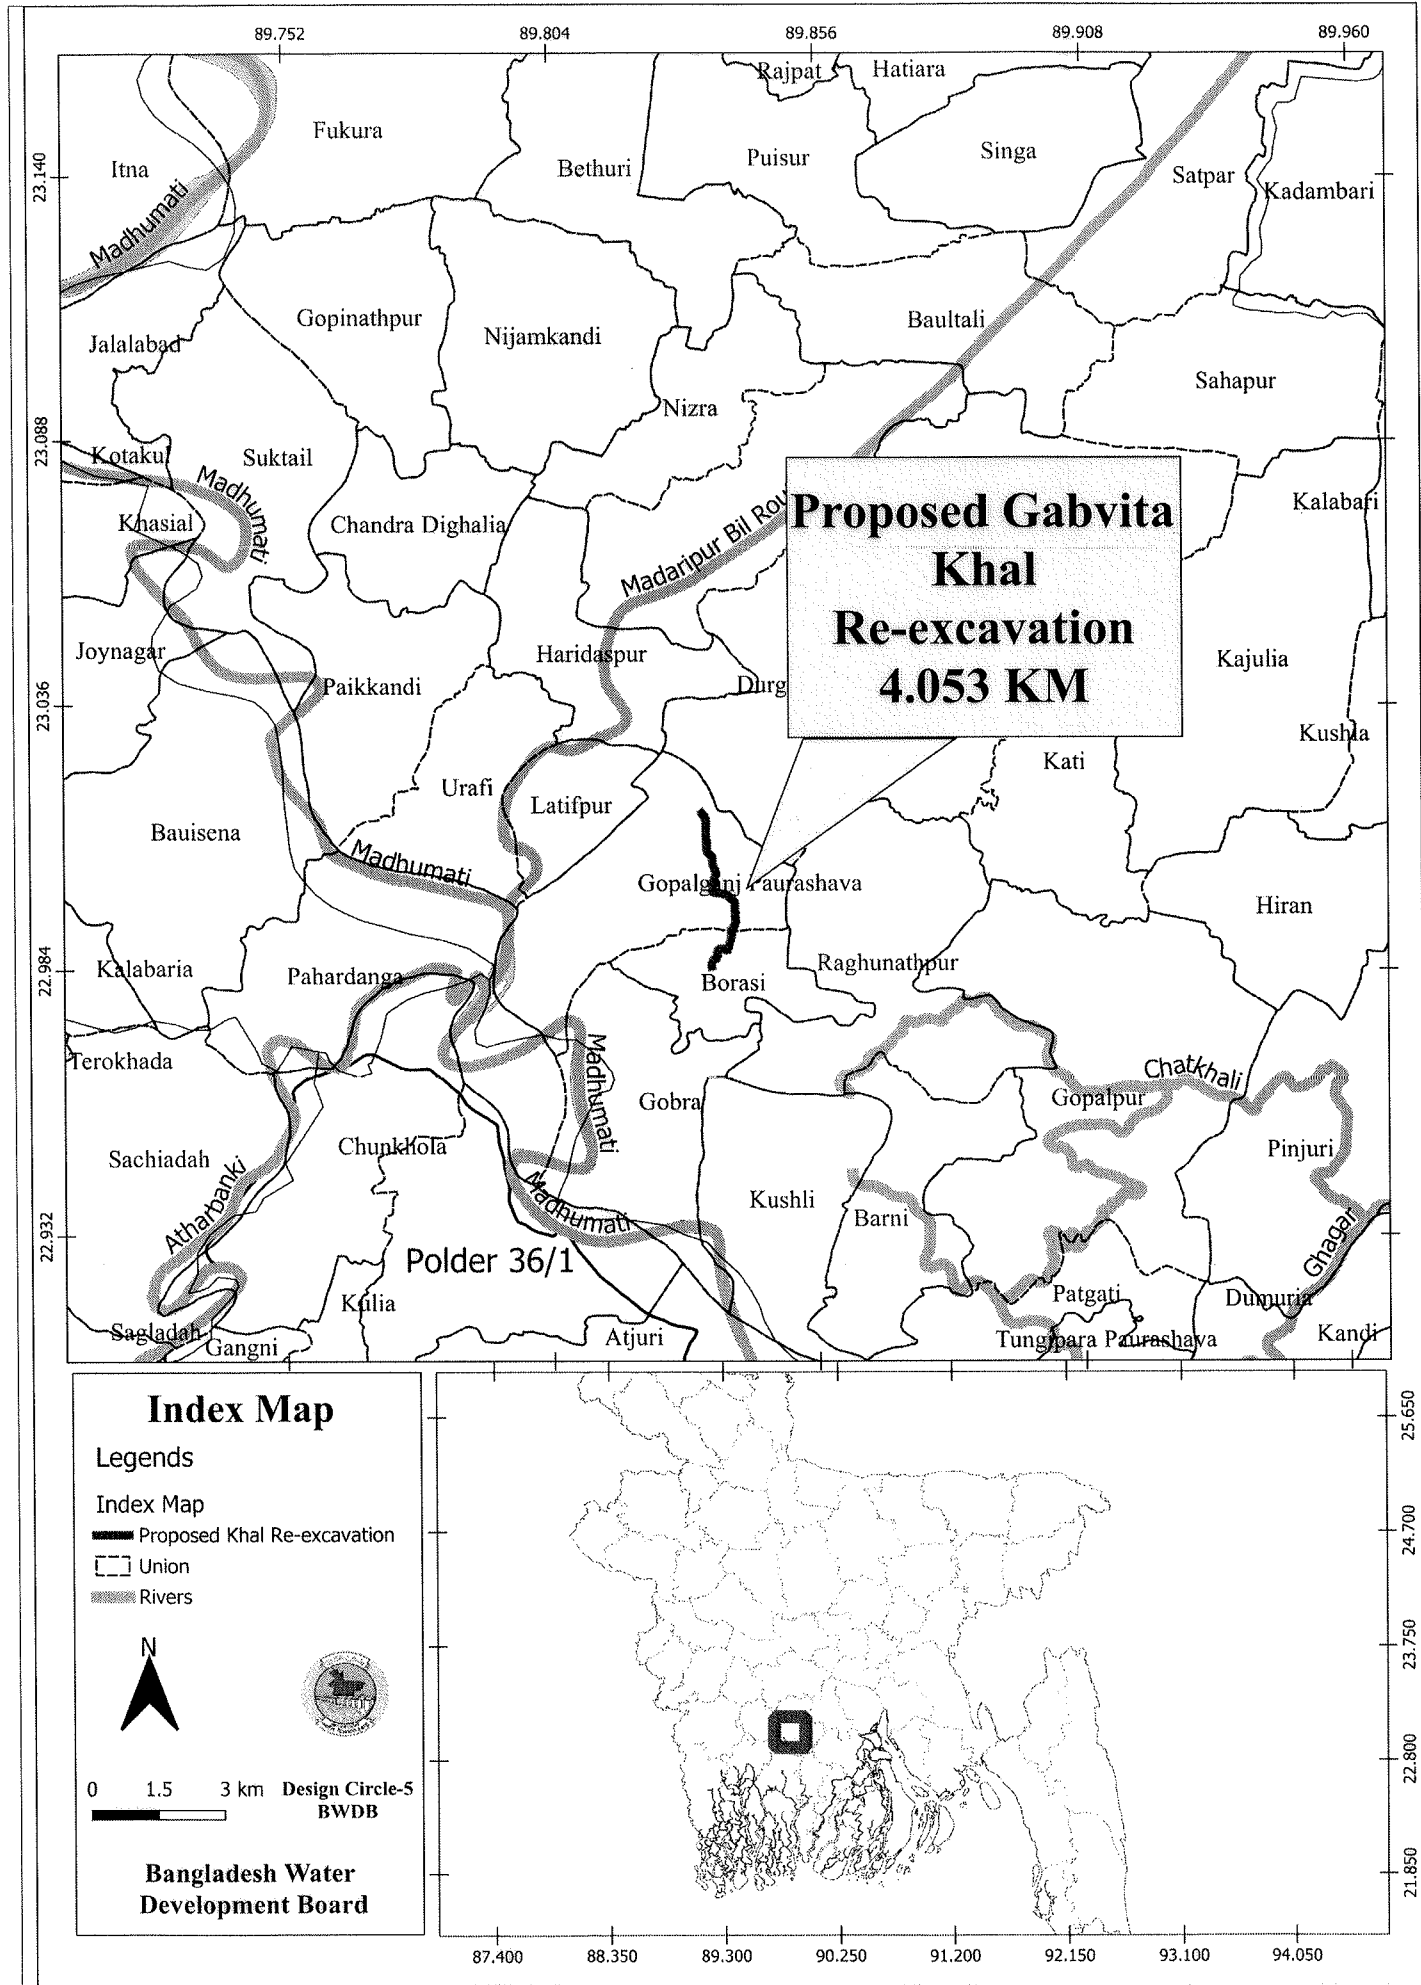 89.752 89.804 89.856 89.908 89.960
Rajpat Hatiara
Fukura
Itna Bethuri Puisur Singa
23.140
Satpar Kadambari
Madhumati
Gopinathpur Nijamkandi Baultali
Jalalabad
Sahapur
Nizra
23.088
Kotakul Suktail
Madhumati
Khasial Chandra Dighalia
Kalabari
Madaripur Bil Rou
Proposed Gabvita
Khal
Re-excavation
4.053 KM
Joynagar Haridaspur Kajulia
Paikkandi Durg
23.036
Kushla
Kati
Urafi Latifpur
Bauisena
Madhumati
Gopalganj Paurashava
Hiran
22.984
Kalabaria Pahardanga Raghunathpur
Borasi
Terokhada
Madhumati
Chatkhali
Gobra Gopalpur
Sachiadah Chunkhola Pinjuri
Atharbanki
Madhumati
Kushli Barni
22.932
Ghagar
Polder 36/1
Kulia Patgati Dumuria
Sagladah Gangni Atjuri Tungipara Paurashava Kandi
Index Map
Legends
Index Map
Proposed Khal Re-excavation
Union
Rivers
N
0 1.5 3 km
Design Circle-5
BWDB
Bangladesh Water
Development Board
25.650
24.700
23.750
22.800
21.850
87.400 88.350 89.300 90.250 91.200 92.150 93.100 94.050